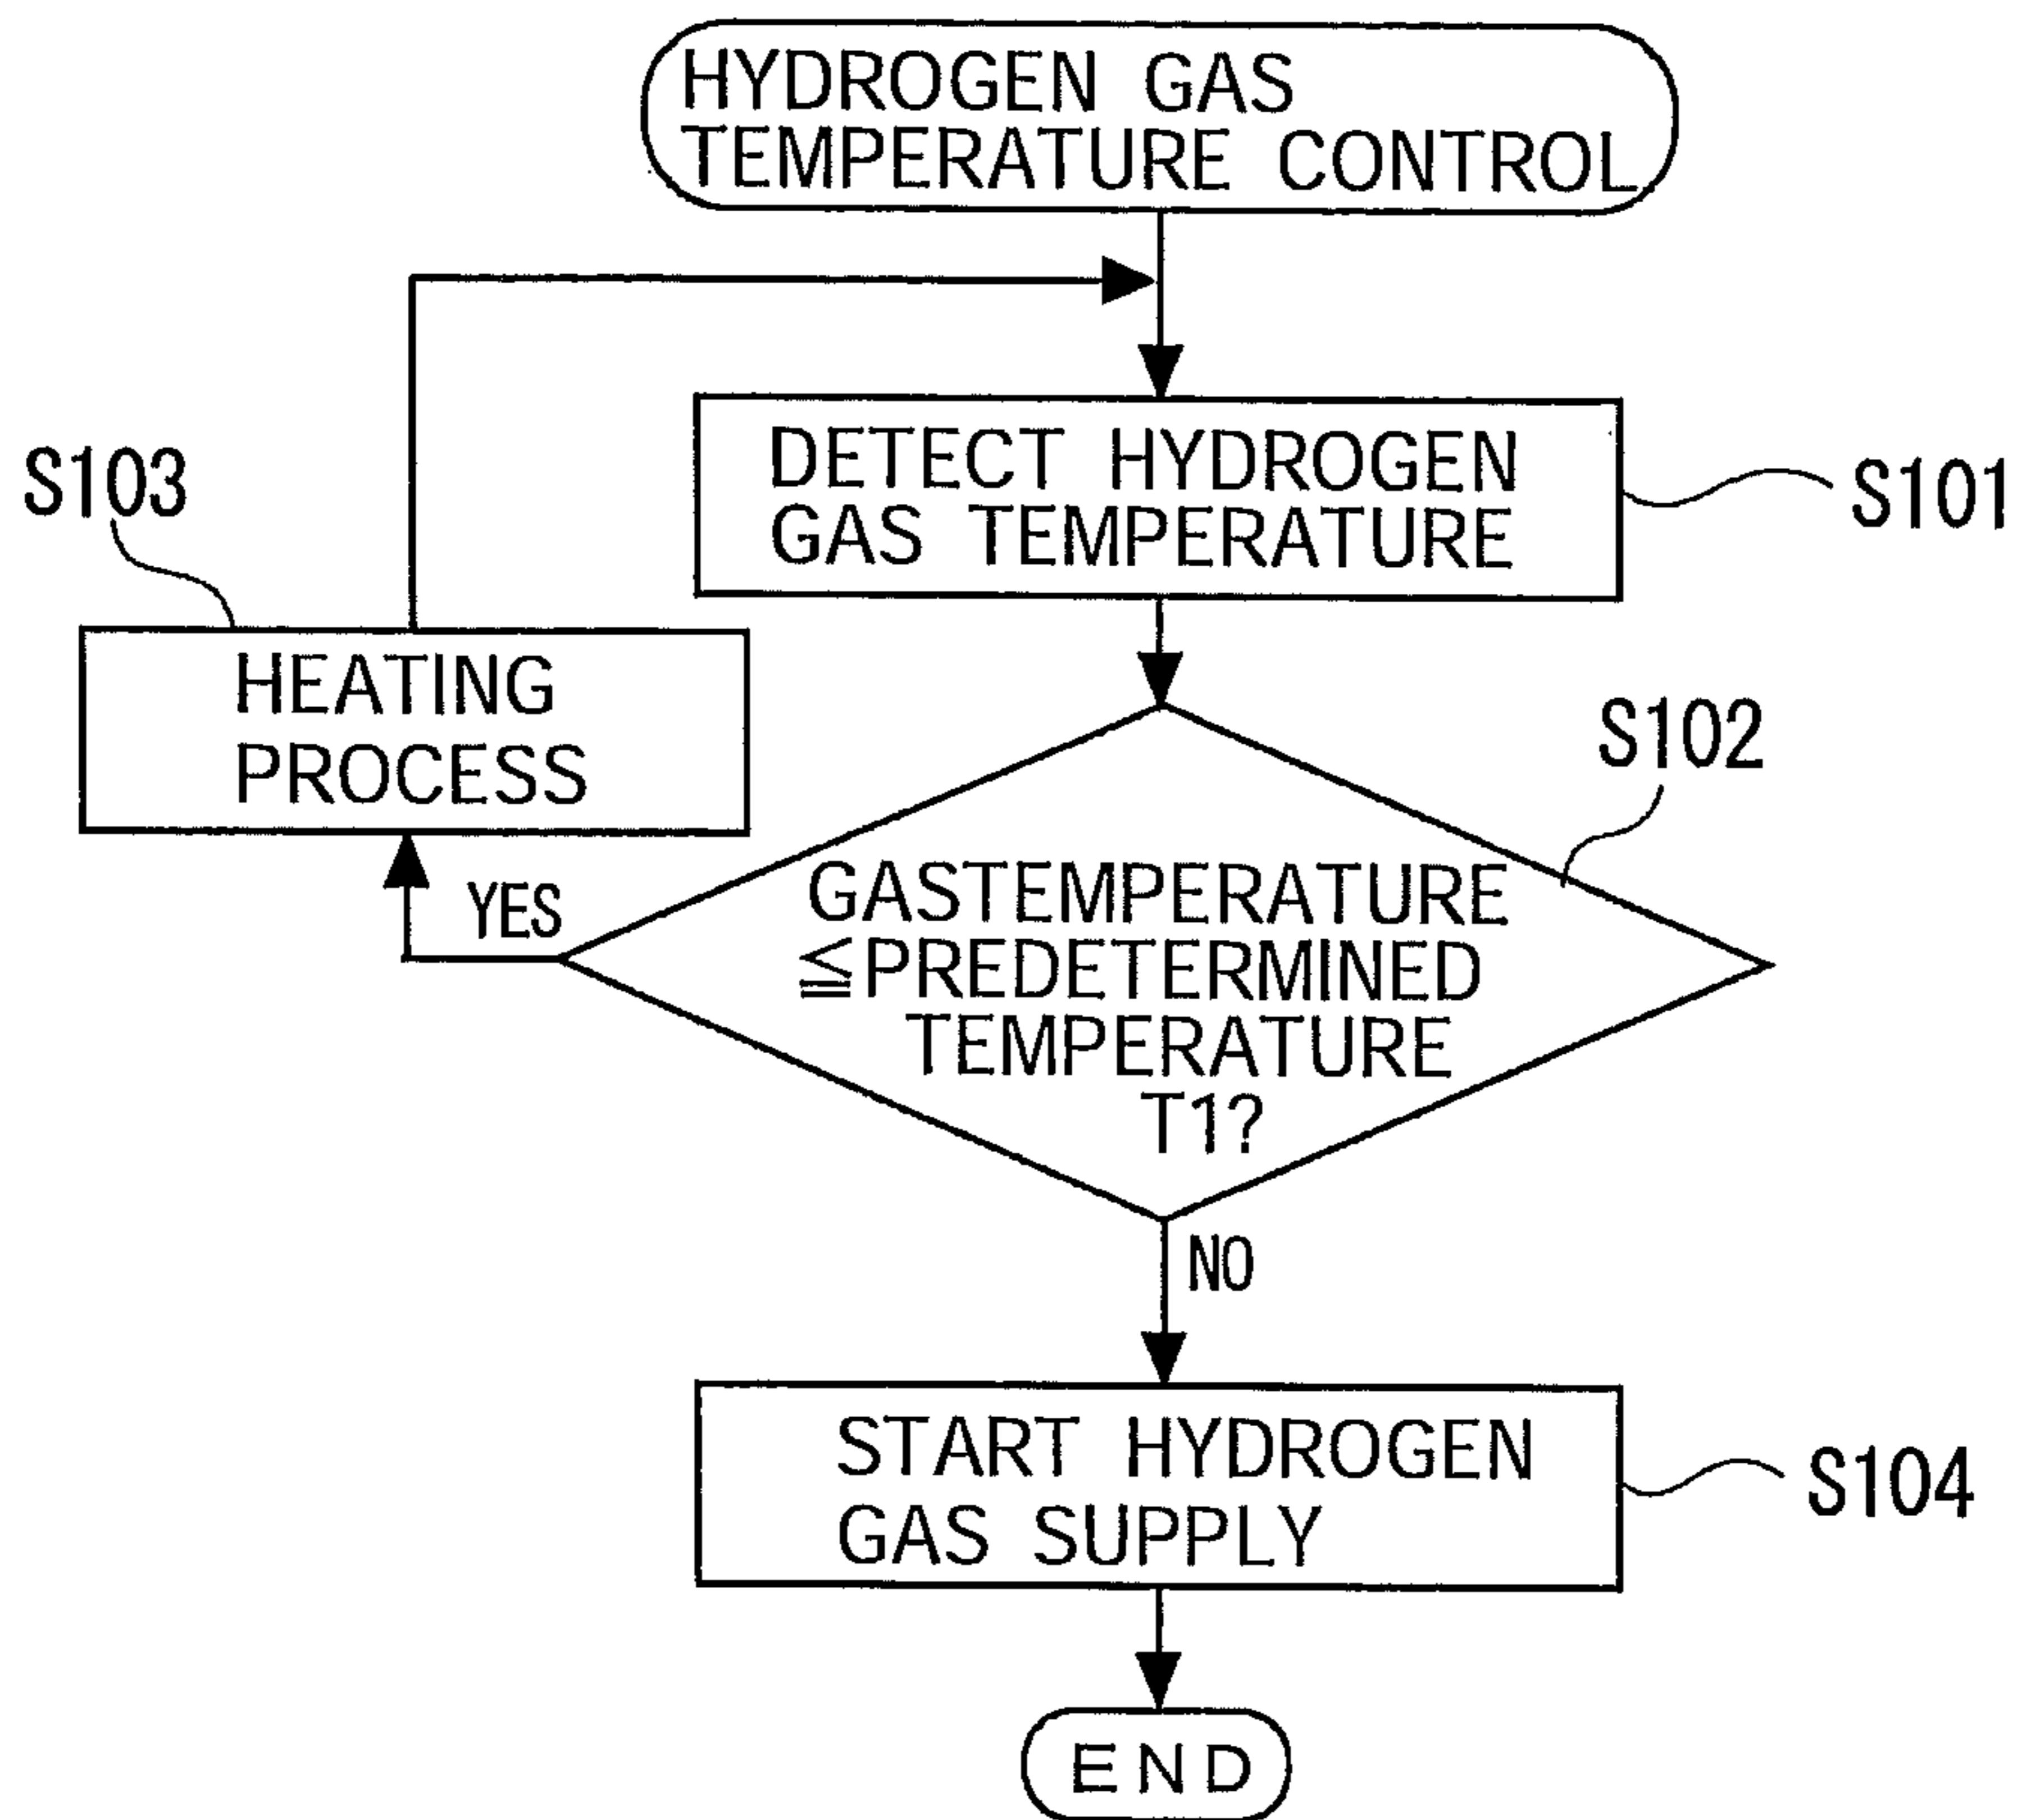 HYDROGEN GAS
TEMPERATURE CONTROL
DETECT HYDROGEN
GAS TEMPERATURE
S101
S103
HEATING
PROCESS
S102
GASTEMPERATURE
≦PREDETERMINED
TEMPERATURE
T1?
YES
NO
START HYDROGEN
GAS SUPPLY
S104
END